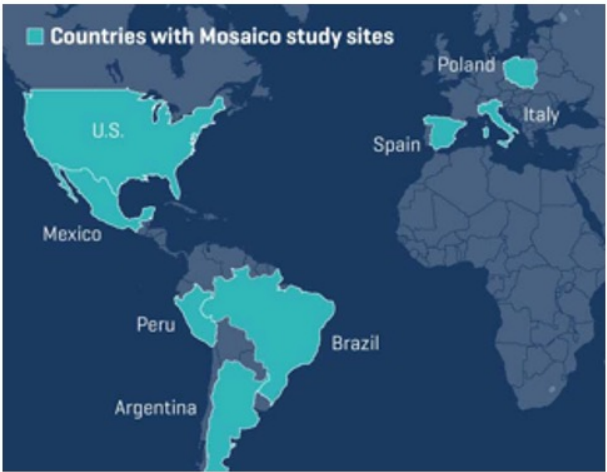 Countries with Mosaico study sites
Poland
U.S.
Italy
Spain
Mexico
Peru
Brazil
Argentina